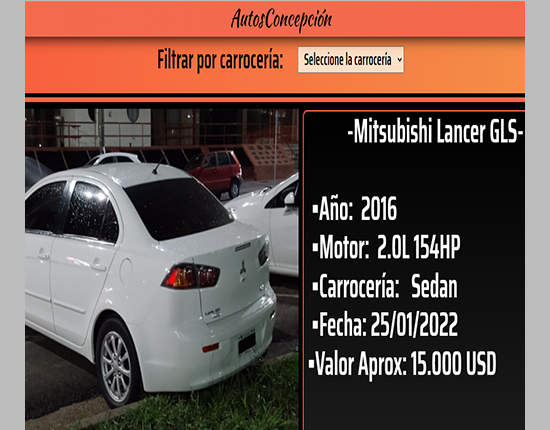 AutosConcepción
Filtrar por carrocería: Seleccione la carrocería
-Mitsubishi Lancer GLS-
▪Año: 2016
▪Motor: 2.0L 154HP
▪Carrocería: Sedan
▪Fecha: 25/01/2022
▪Valor Aprox: 15.000 USD